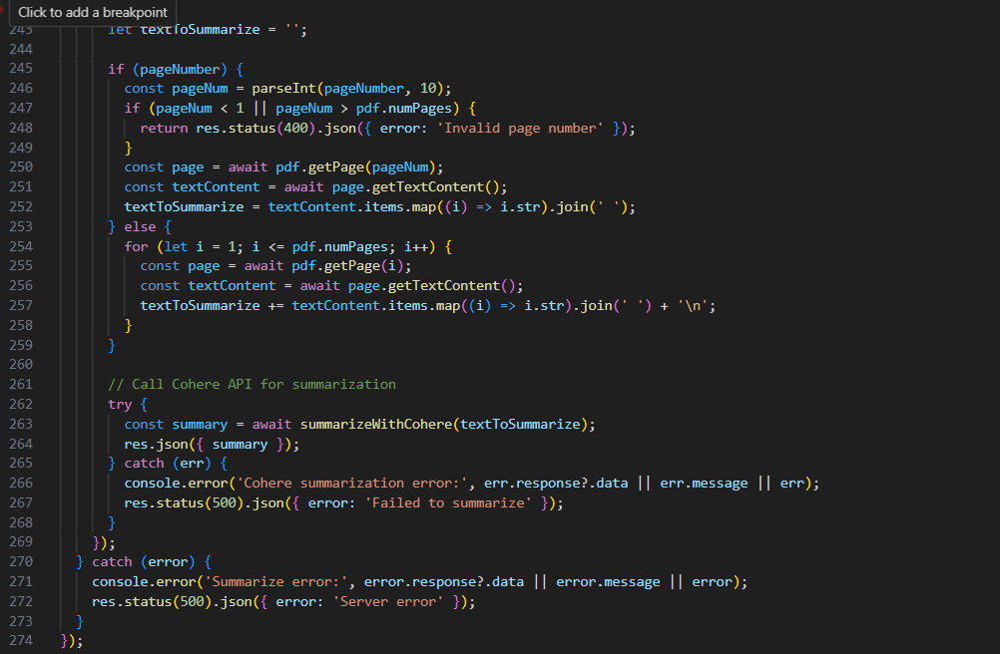 Click to add a breakpoint
243 let textToSummarize = '';
244
245 if (pageNumber) {
246 const pageNum = parseInt(pageNumber, 10);
247 if (pageNum < 1 || pageNum > pdf.numPages) {
248 return res.status(400).json({ error: 'Invalid page number' });
249 }
250 const page = await pdf.getPage(pageNum);
251 const textContent = await page.getTextContent();
252 textToSummarize = textContent.items.map((i) => i.str).join(' ');
253 } else {
254 for (let i = 1; i <= pdf.numPages; i++) {
255 const page = await pdf.getPage(i);
256 const textContent = await page.getTextContent();
257 textToSummarize += textContent.items.map((i) => i.str).join(' ') + '\n';
258 }
259 }
260
261 // Call Cohere API for summarization
262 try {
263 const summary = await summarizeWithCohere(textToSummarize);
264 res.json({ summary });
265 } catch (err) {
266 console.error('Cohere summarization error:', err.response?.data || err.message || err);
267 res.status(500).json({ error: 'Failed to summarize' });
268 }
269 });
270 } catch (error) {
271 console.error('Summarize error:', error.response?.data || error.message || error);
272 res.status(500).json({ error: 'Server error' });
273 }
274 });